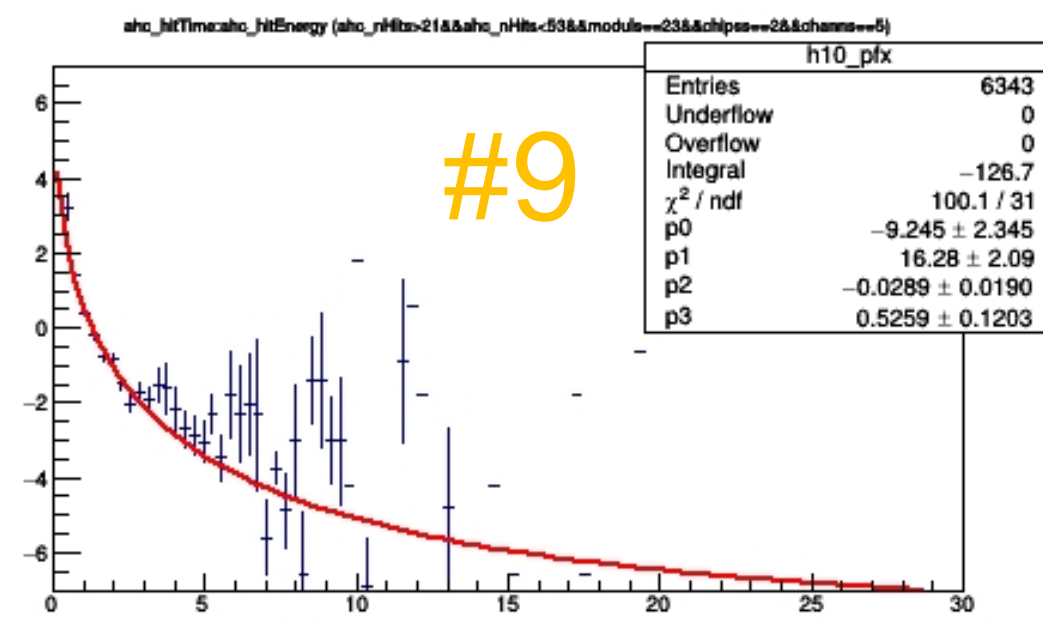 ahc_hitTime:ahc_hitEnergy (ahc_nHits>21&&ahc_nHits<53&&moduls==23&&chipss==2&&channs==5)
h10_pfx
Entries 6343
Underflow 0
Overflow 0
Integral −126.7
χ² / ndf 100.1 / 31
p0 −9.245 ± 2.345
p1 16.28 ± 2.09
p2 −0.0289 ± 0.0190
p3 0.5259 ± 0.1203
#9
6
4
2
0
−2
−4
−6
0 5 10 15 20 25 30